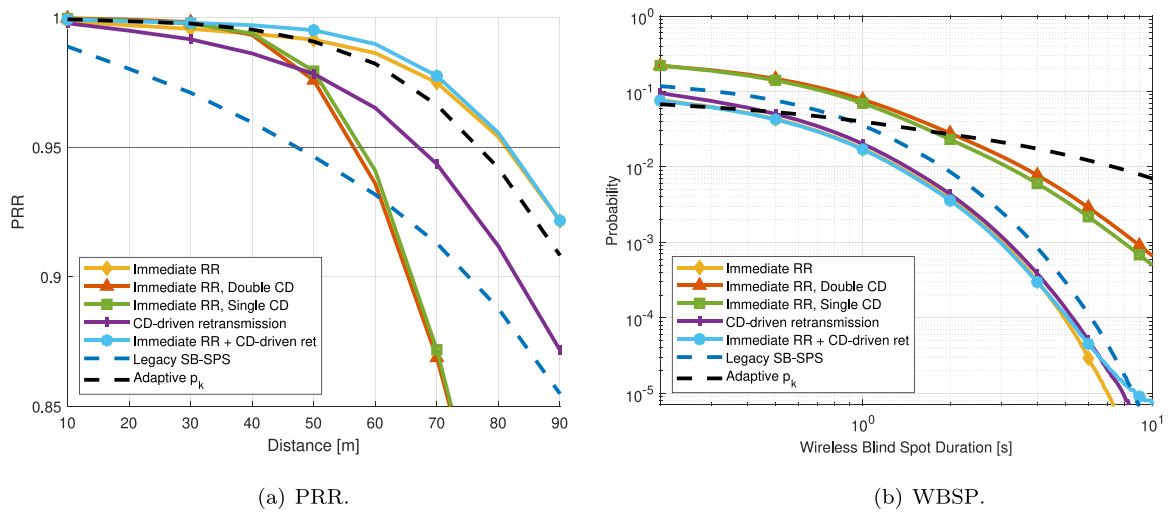 1
0.95
0.9
0.85
PRR
10 20 30 40 50 60 70 80 90
Distance [m]
Immediate RR
Immediate RR, Double CD
Immediate RR, Single CD
CD-driven retransmission
Immediate RR + CD-driven ret
Legacy SB-SPS
Adaptive p_k
(a) PRR.
10^0
10^-1
10^-2
10^-3
10^-4
10^-5
Probability
10^0 10^1
Wireless Blind Spot Duration [s]
Immediate RR
Immediate RR, Double CD
Immediate RR, Single CD
CD-driven retransmission
Immediate RR + CD-driven ret
Legacy SB-SPS
Adaptive p_k
(b) WBSP.